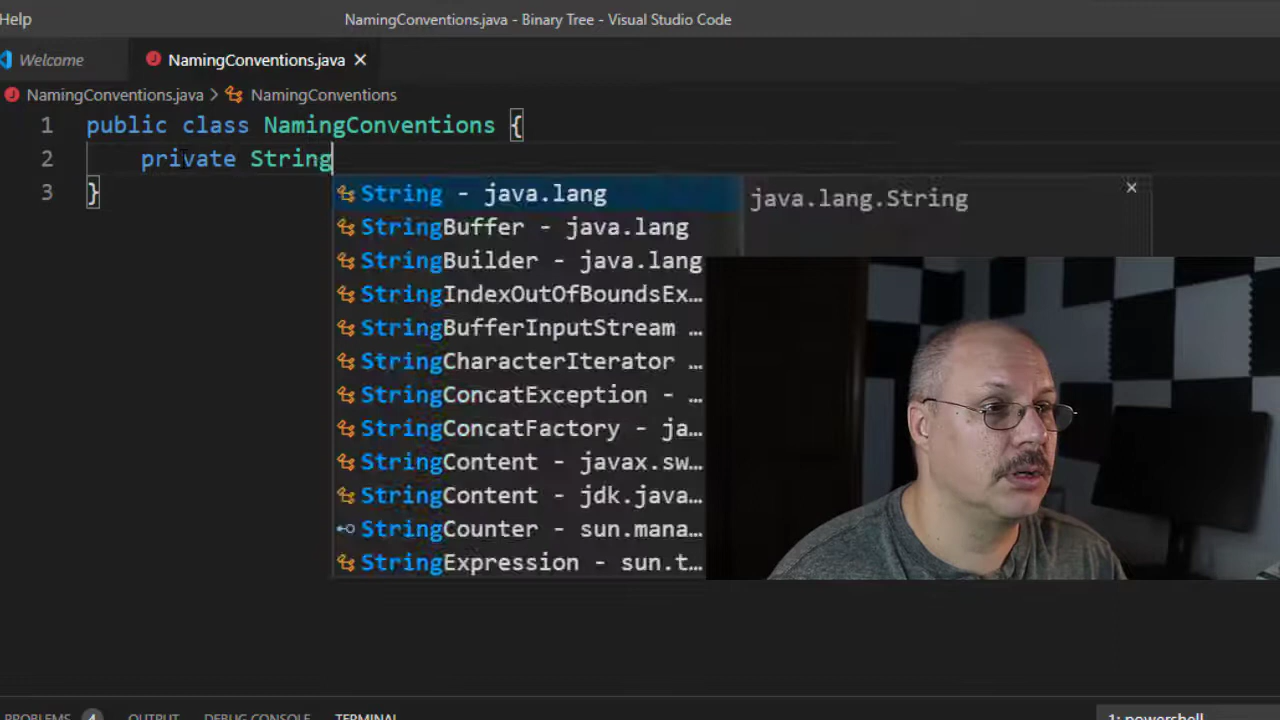 Help
NamingConventions.java - Binary Tree - Visual Studio Code
Welcome
NamingConventions.java
NamingConventions.java > NamingConventions
1 public class NamingConventions {
2 private String
3 }
String - java.lang
java.lang.String
StringBuffer - java.lang
StringBuilder - java.lang
StringIndexOutOfBoundsEx…
StringBufferInputStream …
StringCharacterIterator …
StringConcatException - …
StringConcatFactory - ja…
StringContent - javax.sw…
StringContent - jdk.java…
StringCounter - sun.mana…
StringExpression - sun.t…
PROBLEMS 4 OUTPUT DEBUG CONSOLE TERMINAL
1: powershell